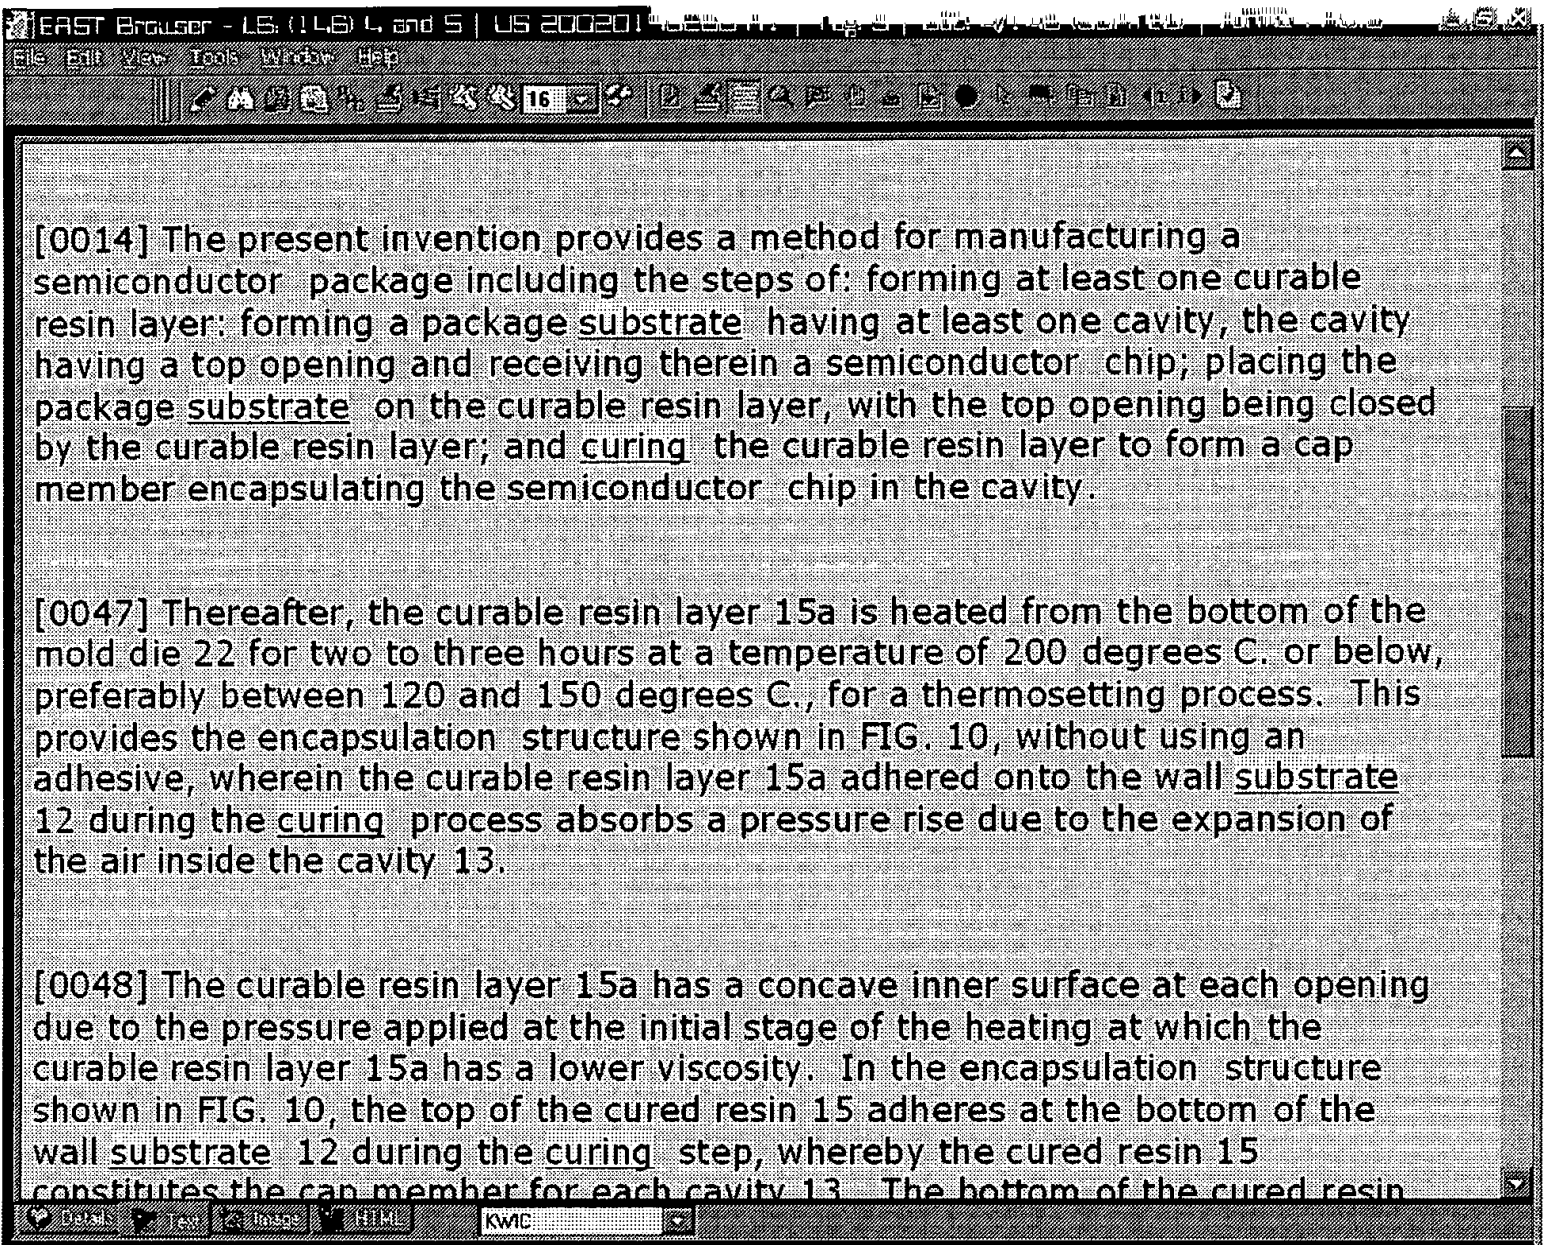 EAST Browser - L6: (146) 4 and 5 | US 200201
File Edit View Tools Window Help
16
[0014] The present invention provides a method for manufacturing a
semiconductor package including the steps of: forming at least one curable
resin layer: forming a package substrate having at least one cavity, the cavity
having a top opening and receiving therein a semiconductor chip; placing the
package substrate on the curable resin layer, with the top opening being closed
by the curable resin layer; and curing the curable resin layer to form a cap
member encapsulating the semiconductor chip in the cavity.
[0047] Thereafter, the curable resin layer 15a is heated from the bottom of the
mold die 22 for two to three hours at a temperature of 200 degrees C. or below,
preferably between 120 and 150 degrees C., for a thermosetting process. This
provides the encapsulation structure shown in FIG. 10, without using an
adhesive, wherein the curable resin layer 15a adhered onto the wall substrate
12 during the curing process absorbs a pressure rise due to the expansion of
the air inside the cavity 13.
[0048] The curable resin layer 15a has a concave inner surface at each opening
due to the pressure applied at the initial stage of the heating at which the
curable resin layer 15a has a lower viscosity. In the encapsulation structure
shown in FIG. 10, the top of the cured resin 15 adheres at the bottom of the
wall substrate 12 during the curing step, whereby the cured resin 15
constitutes the cap member for each cavity 13. The bottom of the cured resin
Details Text Image HTML KWIC